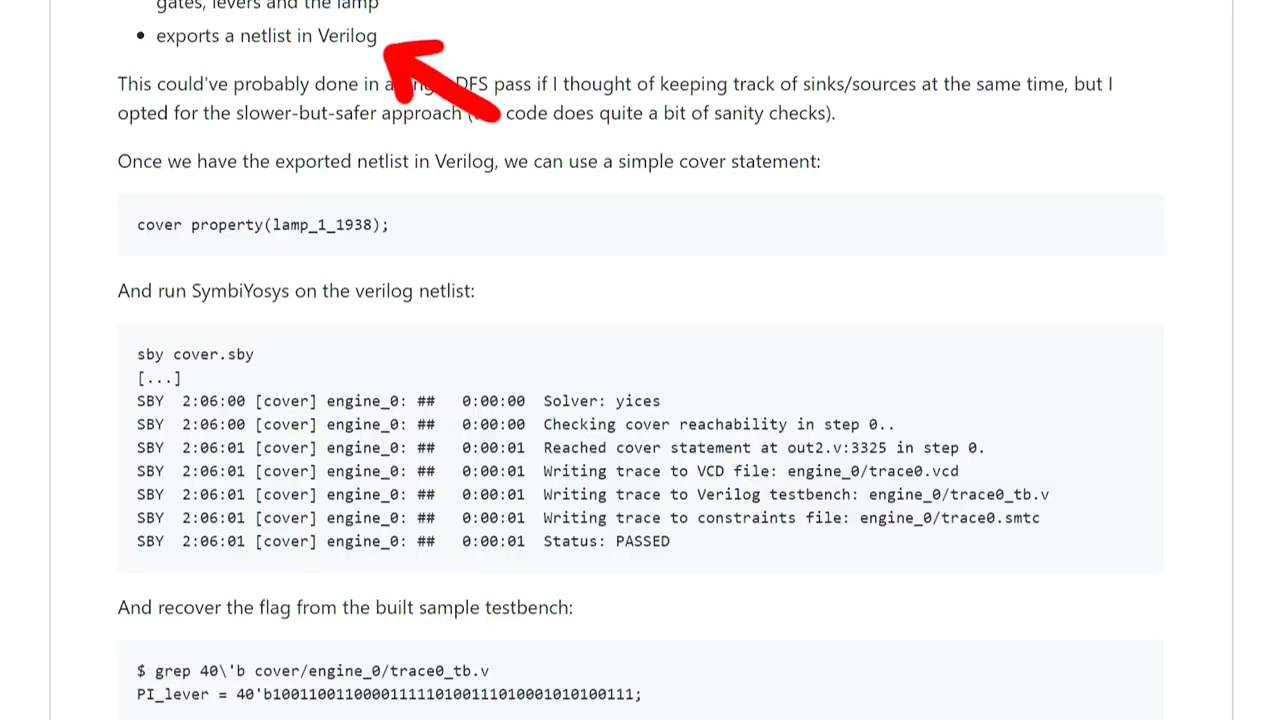 gates, levers and the lamp
exports a netlist in Verilog
This could've probably done in a DFS pass if I thought of keeping track of sinks/sources at the same time, but I
opted for the slower-but-safer approach ( code does quite a bit of sanity checks).
Once we have the exported netlist in Verilog, we can use a simple cover statement:
cover property(lamp_1_1938);
And run SymbiYosys on the verilog netlist:
sby cover.sby
[...]
SBY  2:06:00 [cover] engine_0: ##   0:00:00  Solver: yices
SBY  2:06:00 [cover] engine_0: ##   0:00:00  Checking cover reachability in step 0..
SBY  2:06:01 [cover] engine_0: ##   0:00:01  Reached cover statement at out2.v:3325 in step 0.
SBY  2:06:01 [cover] engine_0: ##   0:00:01  Writing trace to VCD file: engine_0/trace0.vcd
SBY  2:06:01 [cover] engine_0: ##   0:00:01  Writing trace to Verilog testbench: engine_0/trace0_tb.v
SBY  2:06:01 [cover] engine_0: ##   0:00:01  Writing trace to constraints file: engine_0/trace0.smtc
SBY  2:06:01 [cover] engine_0: ##   0:00:01  Status: PASSED
And recover the flag from the built sample testbench:
$ grep 40\'b cover/engine_0/trace0_tb.v
PI_lever = 40'b1001100110000111110100111010001010100111;